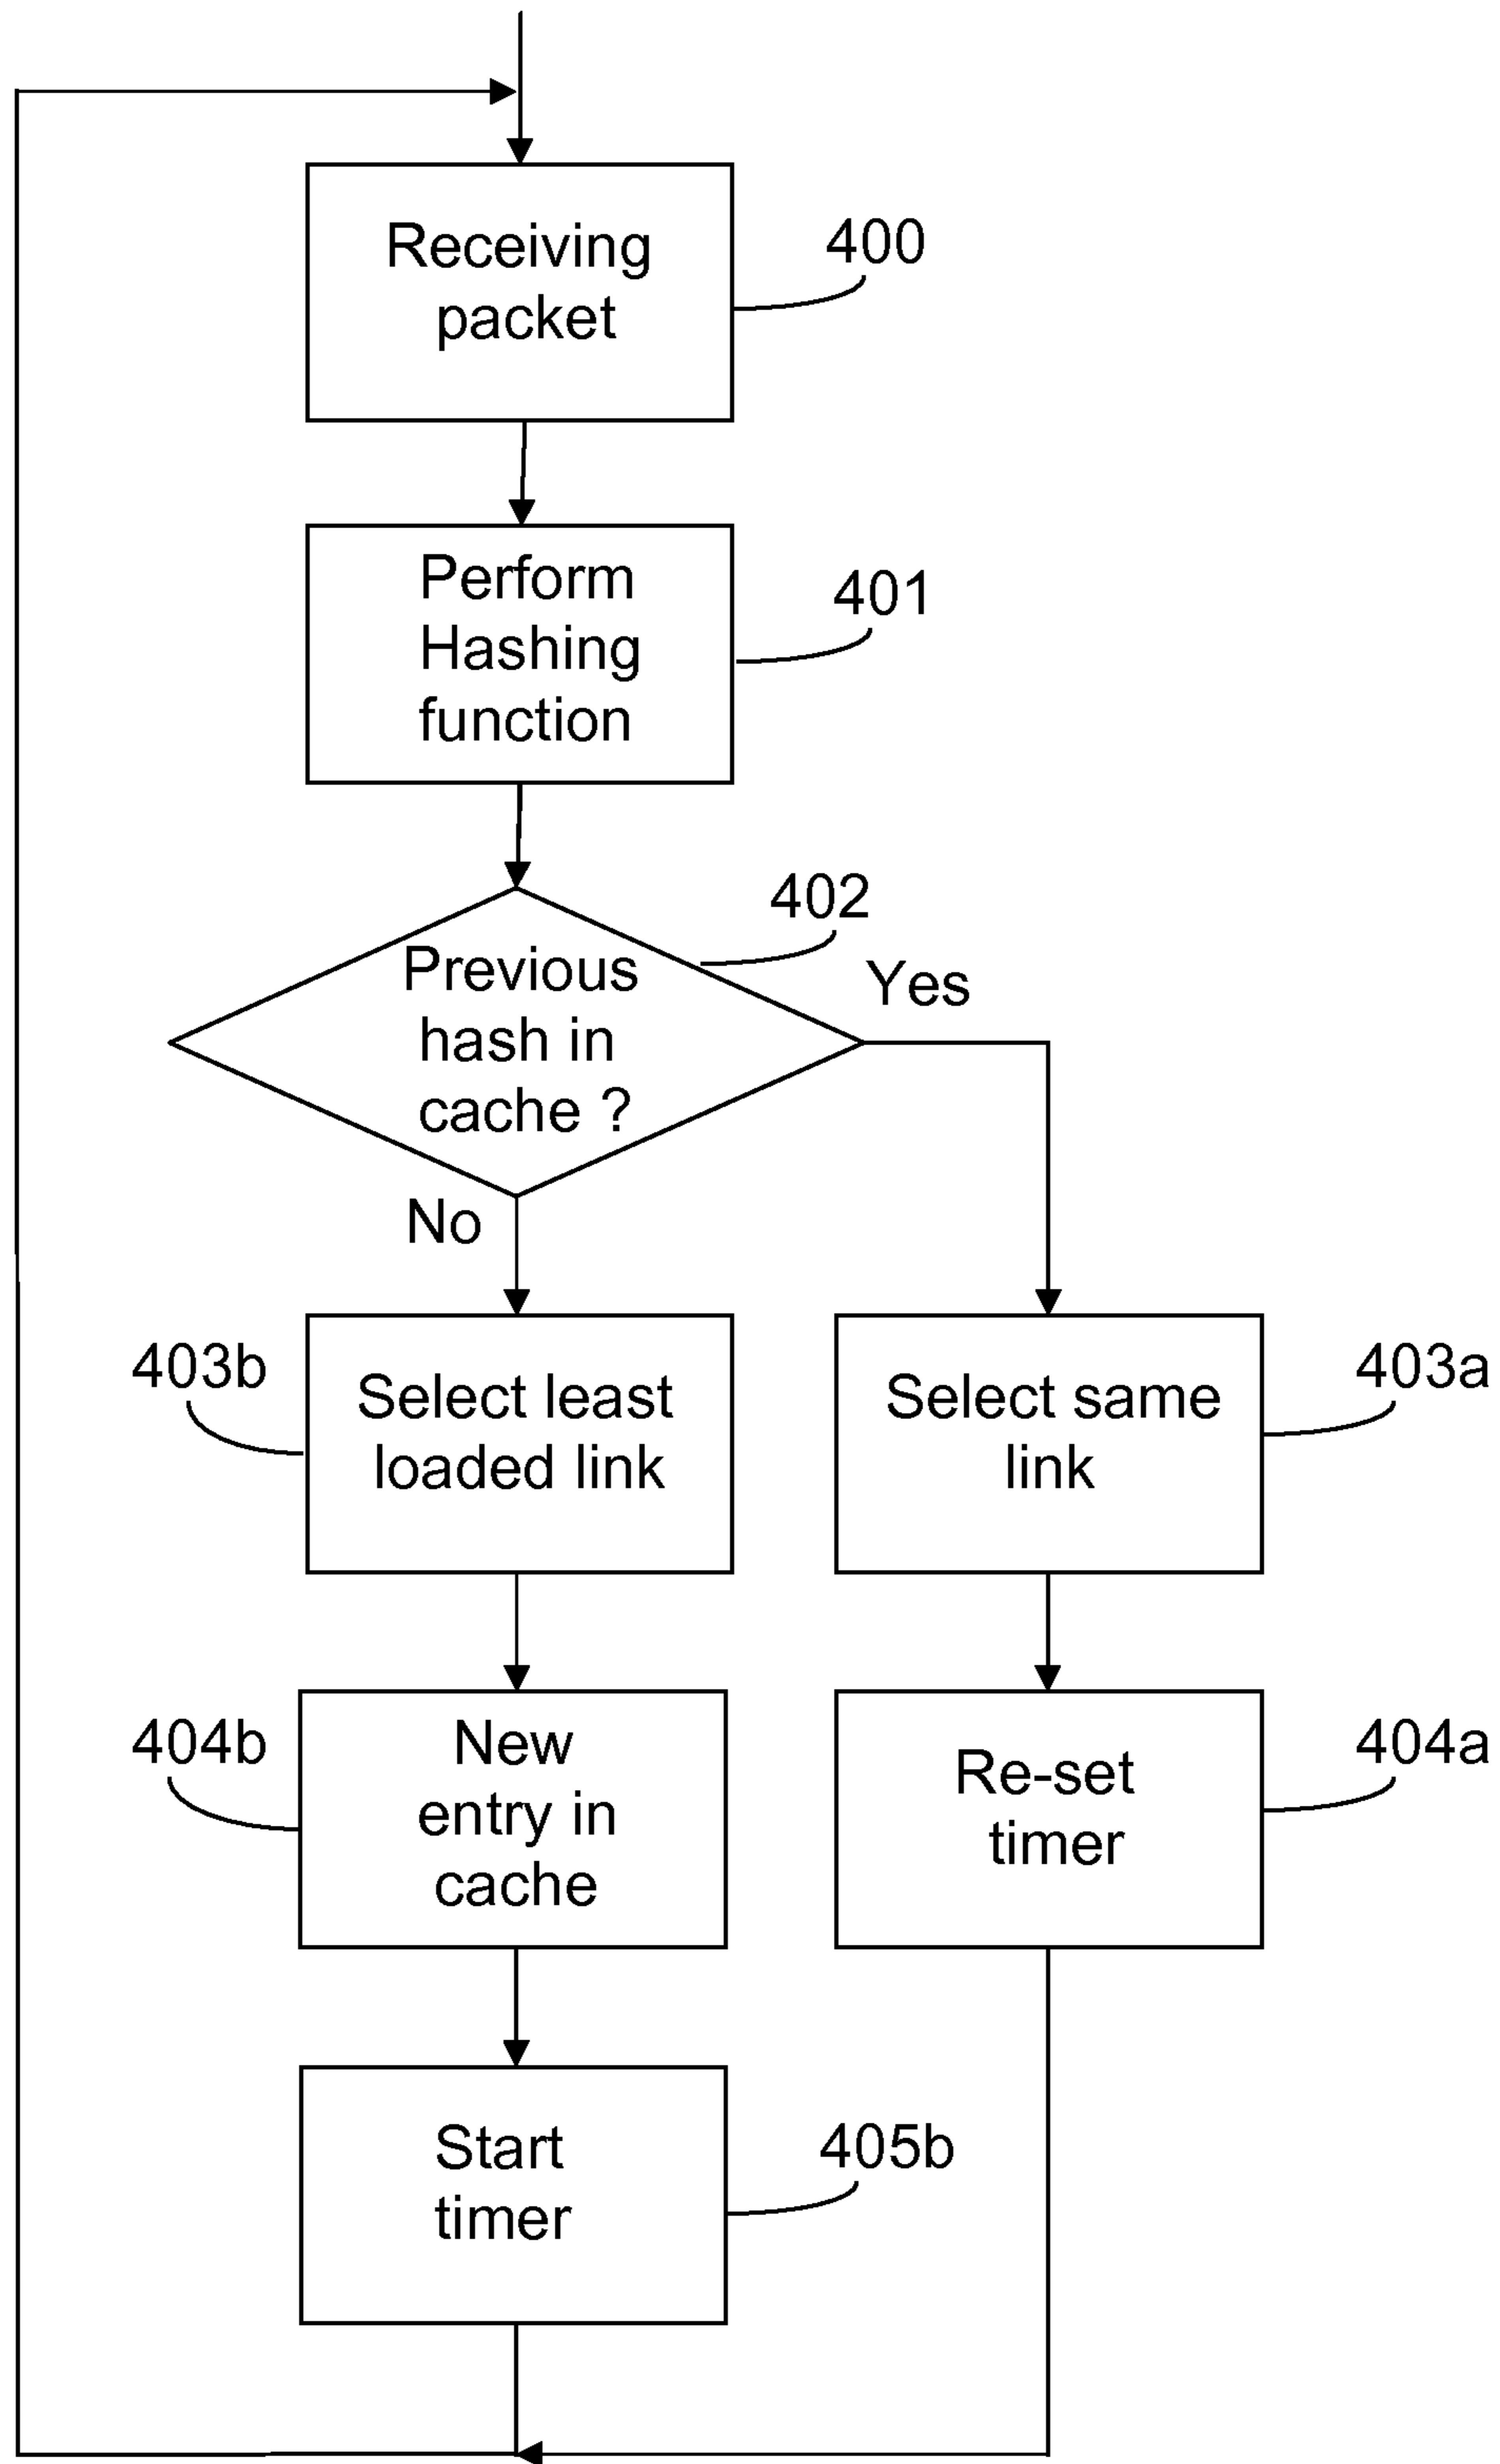 Receiving
packet
400
Perform
Hashing
function
401
402
Previous
hash in
cache ?
Yes
No
403b
Select least
loaded link
Select same
link
403a
404b
New
entry in
cache
Re-set
timer
404a
Start
timer
405b